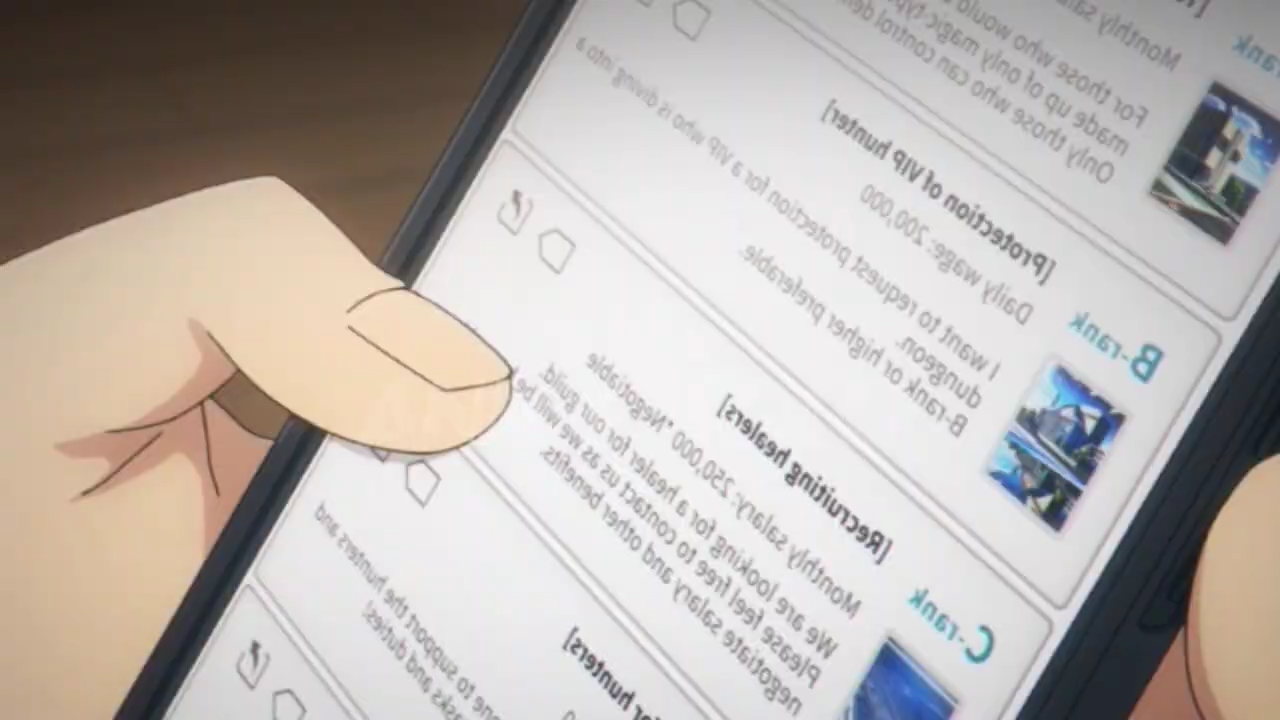 -rank
Monthly sala
For those who would
made up of only magic type
Only those who can control
B-rank
[Protection of VIP hunter]
Daily wage: 200,000
I want to request protection for a VIP who is diving into a
dungeon.
B-rank or higher preferable.
C-rank
[Recruiting healers]
Monthly salary: 250,000 *Negotiable
We are looking for a healer for our guild.
Please feel free to contact us as we will be
negotiate salary and other benefits.
hunters]
one to support the hunters and
asks and duties!